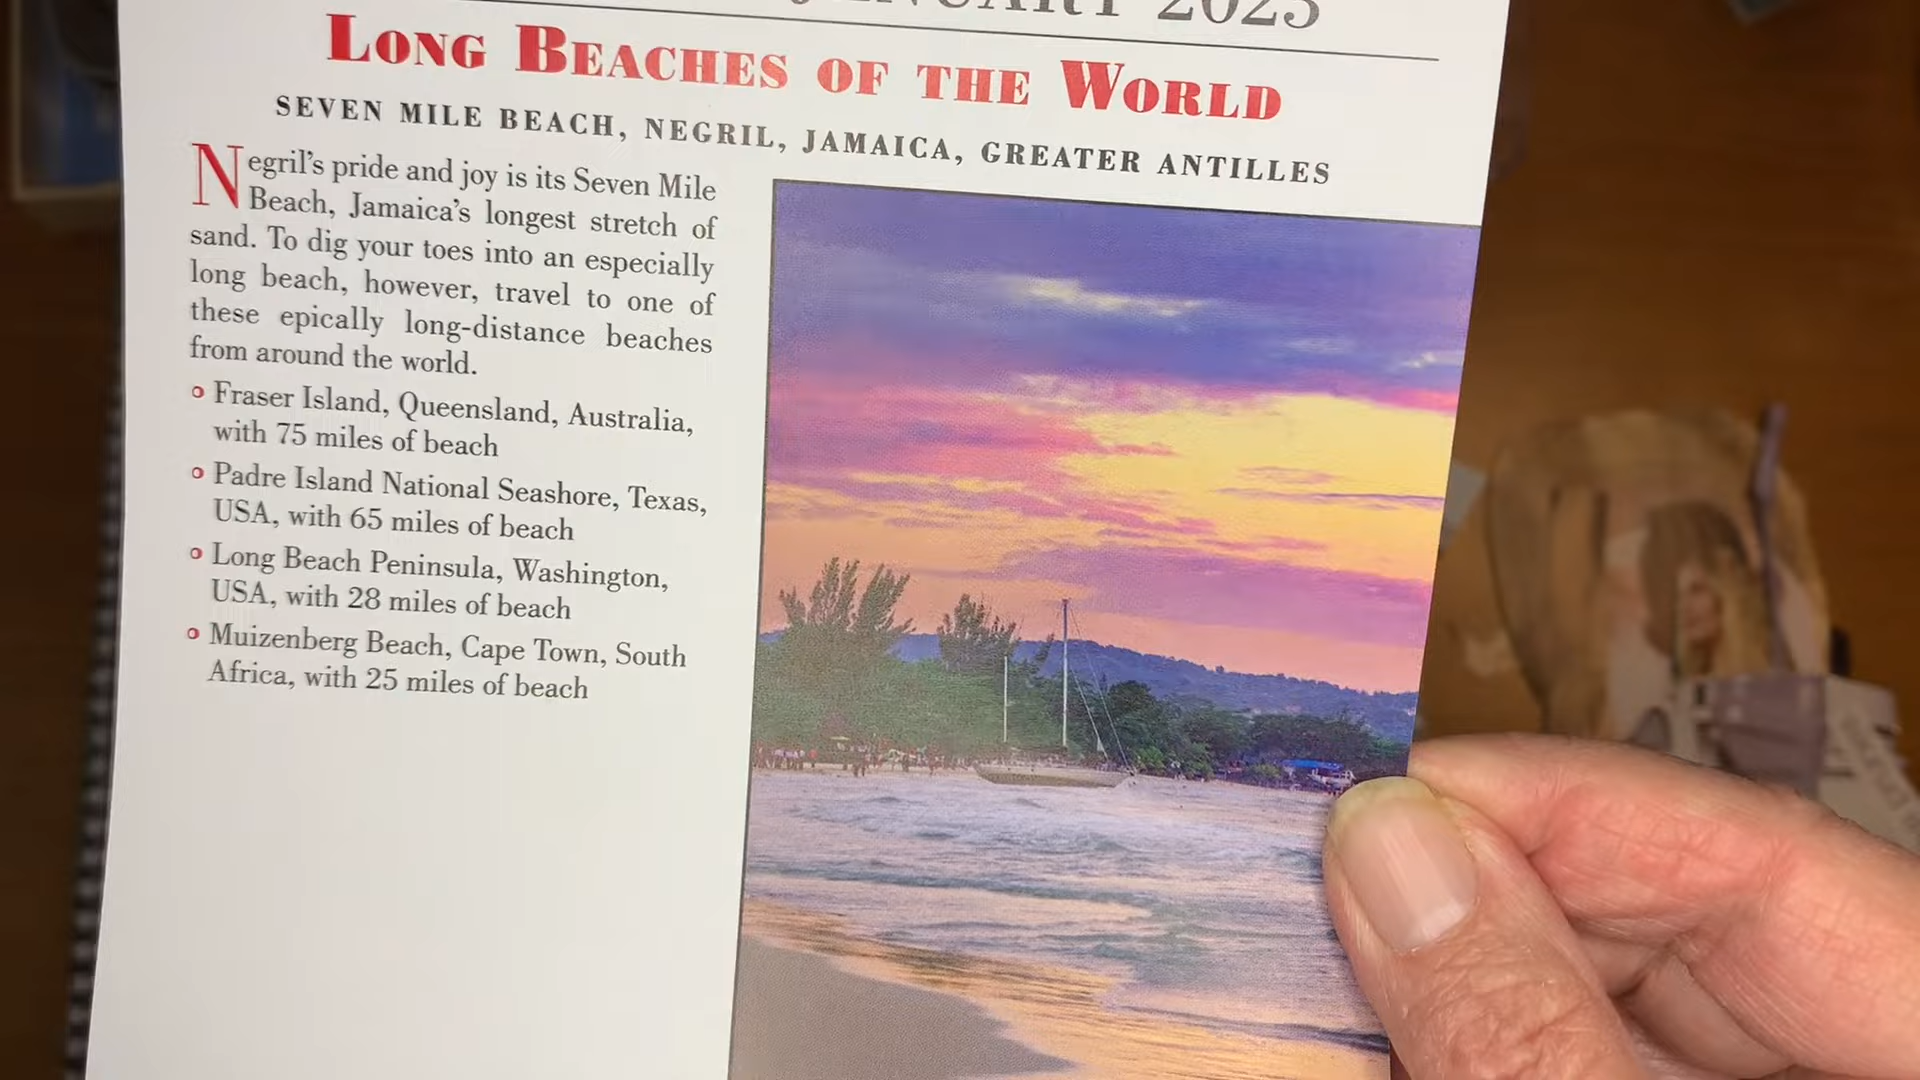 JANUARY 2025
LONG BEACHES OF THE WORLD
SEVEN MILE BEACH, NEGRIL, JAMAICA, GREATER ANTILLES
Negril’s pride and joy is its Seven Mile
Beach, Jamaica’s longest stretch of
sand. To dig your toes into an especially
long beach, however, travel to one of
these epically long-distance beaches
from around the world.
Fraser Island, Queensland, Australia,
with 75 miles of beach
Padre Island National Seashore, Texas,
USA, with 65 miles of beach
Long Beach Peninsula, Washington,
USA, with 28 miles of beach
Muizenberg Beach, Cape Town, South
Africa, with 25 miles of beach